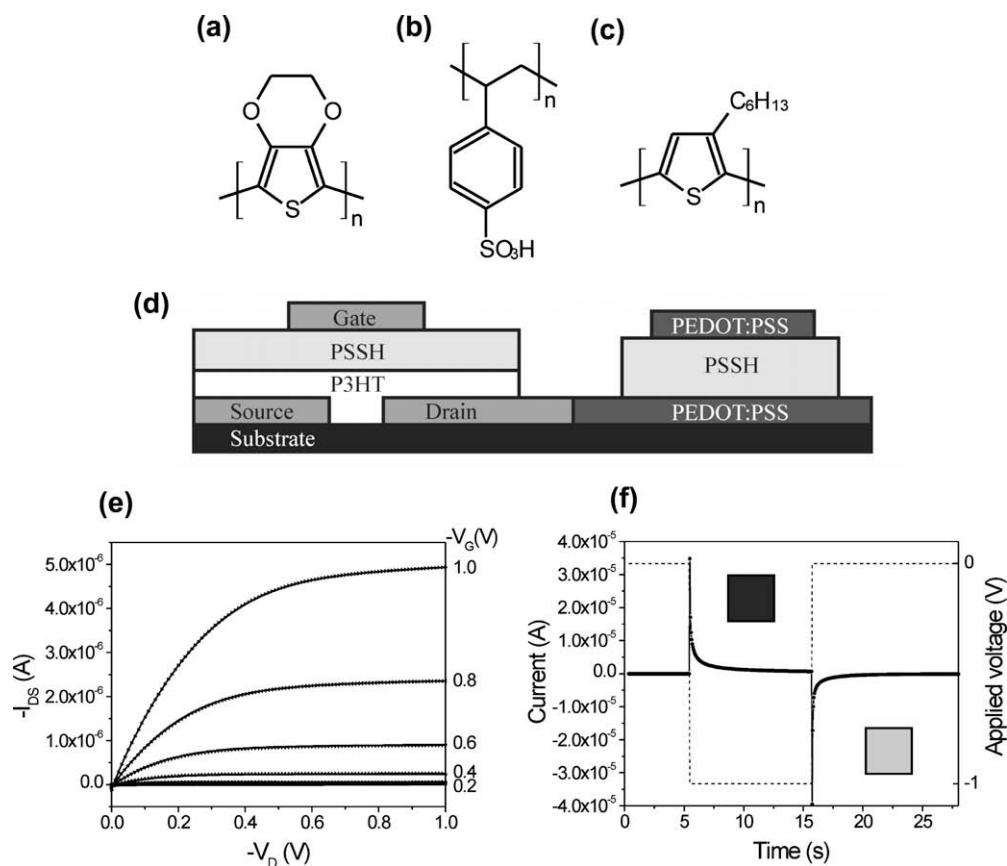 (a)
(b)
(c)
O O
S
n
n
SO3H
C6H13
S
n
(d)
Gate
PSSH
P3HT
Source Drain
Substrate
PEDOT:PSS
PSSH
PEDOT:PSS
(e)
-VG(V)
5.0x10-6
4.0x10-6
3.0x10-6
2.0x10-6
1.0x10-6
0.0
-IDS (A)
1.0
0.8
0.6
0.4
0.2
0.0 0.2 0.4 0.6 0.8 1.0
-VD (V)
(f)
4.0x10-5
3.0x10-5
2.0x10-5
1.0x10-5
0.0
-1.0x10-5
-2.0x10-5
-3.0x10-5
-4.0x10-5
Current (A)
0
-1
Applied voltage (V)
0 5 10 15 20 25
Time (s)